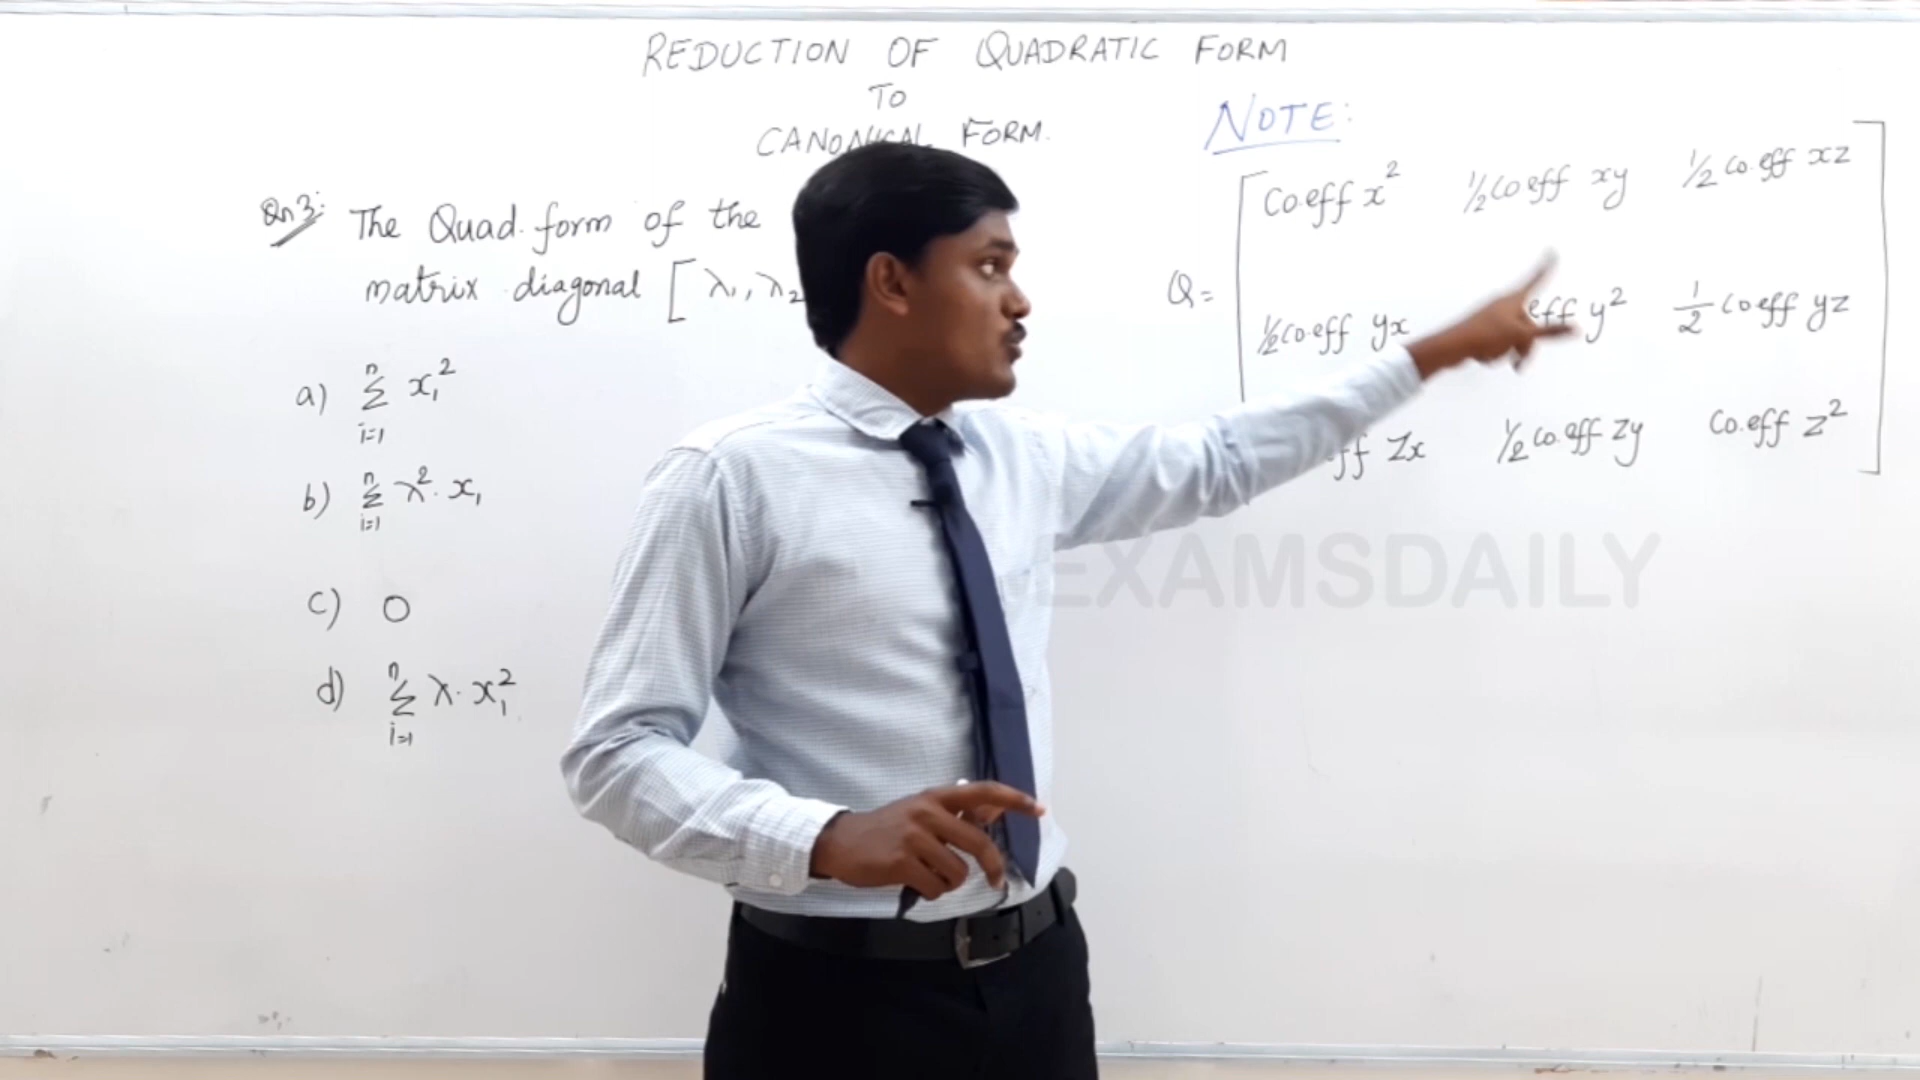 REDUCTION OF QUADRATIC FORM
TO
CANONICAL FORM.
Qn 3: The Quad. form of the
matrix diagonal [ λ1, λ2
a) n Σ i=1 x₁²
b) n Σ i=1 λ². x₁
c) 0
d) n Σ i=1 λ. x₁²
NOTE:
Q = [ Co.eff x² 1/2 co eff xy 1/2 co.eff xz
1/2 co.eff yx eff y² 1/2 co eff yz
ff zx 1/2 co.eff zy Co.eff z² ]
EXAMSDAILY